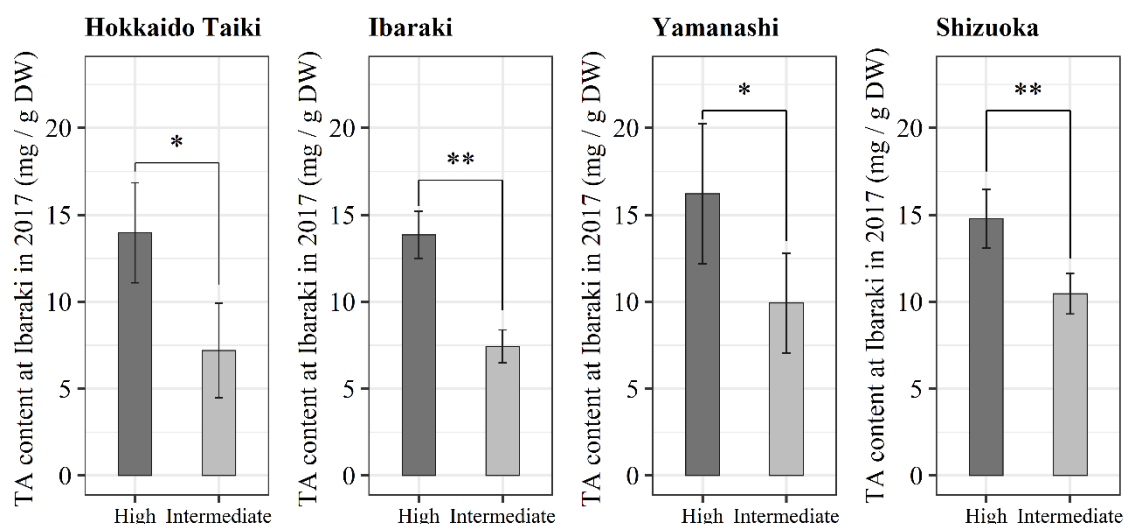 Hokkaido Taiki
TA content at Ibaraki in 2017 (mg / g DW)
20
15
10
5
0
*
High Intermediate
Ibaraki
TA content at Ibaraki in 2017 (mg / g DW)
20
15
10
5
0
**
High Intermediate
Yamanashi
TA content at Ibaraki in 2017 (mg / g DW)
20
15
10
5
0
*
High Intermediate
Shizuoka
TA content at Ibaraki in 2017 (mg / g DW)
20
15
10
5
0
**
High Intermediate